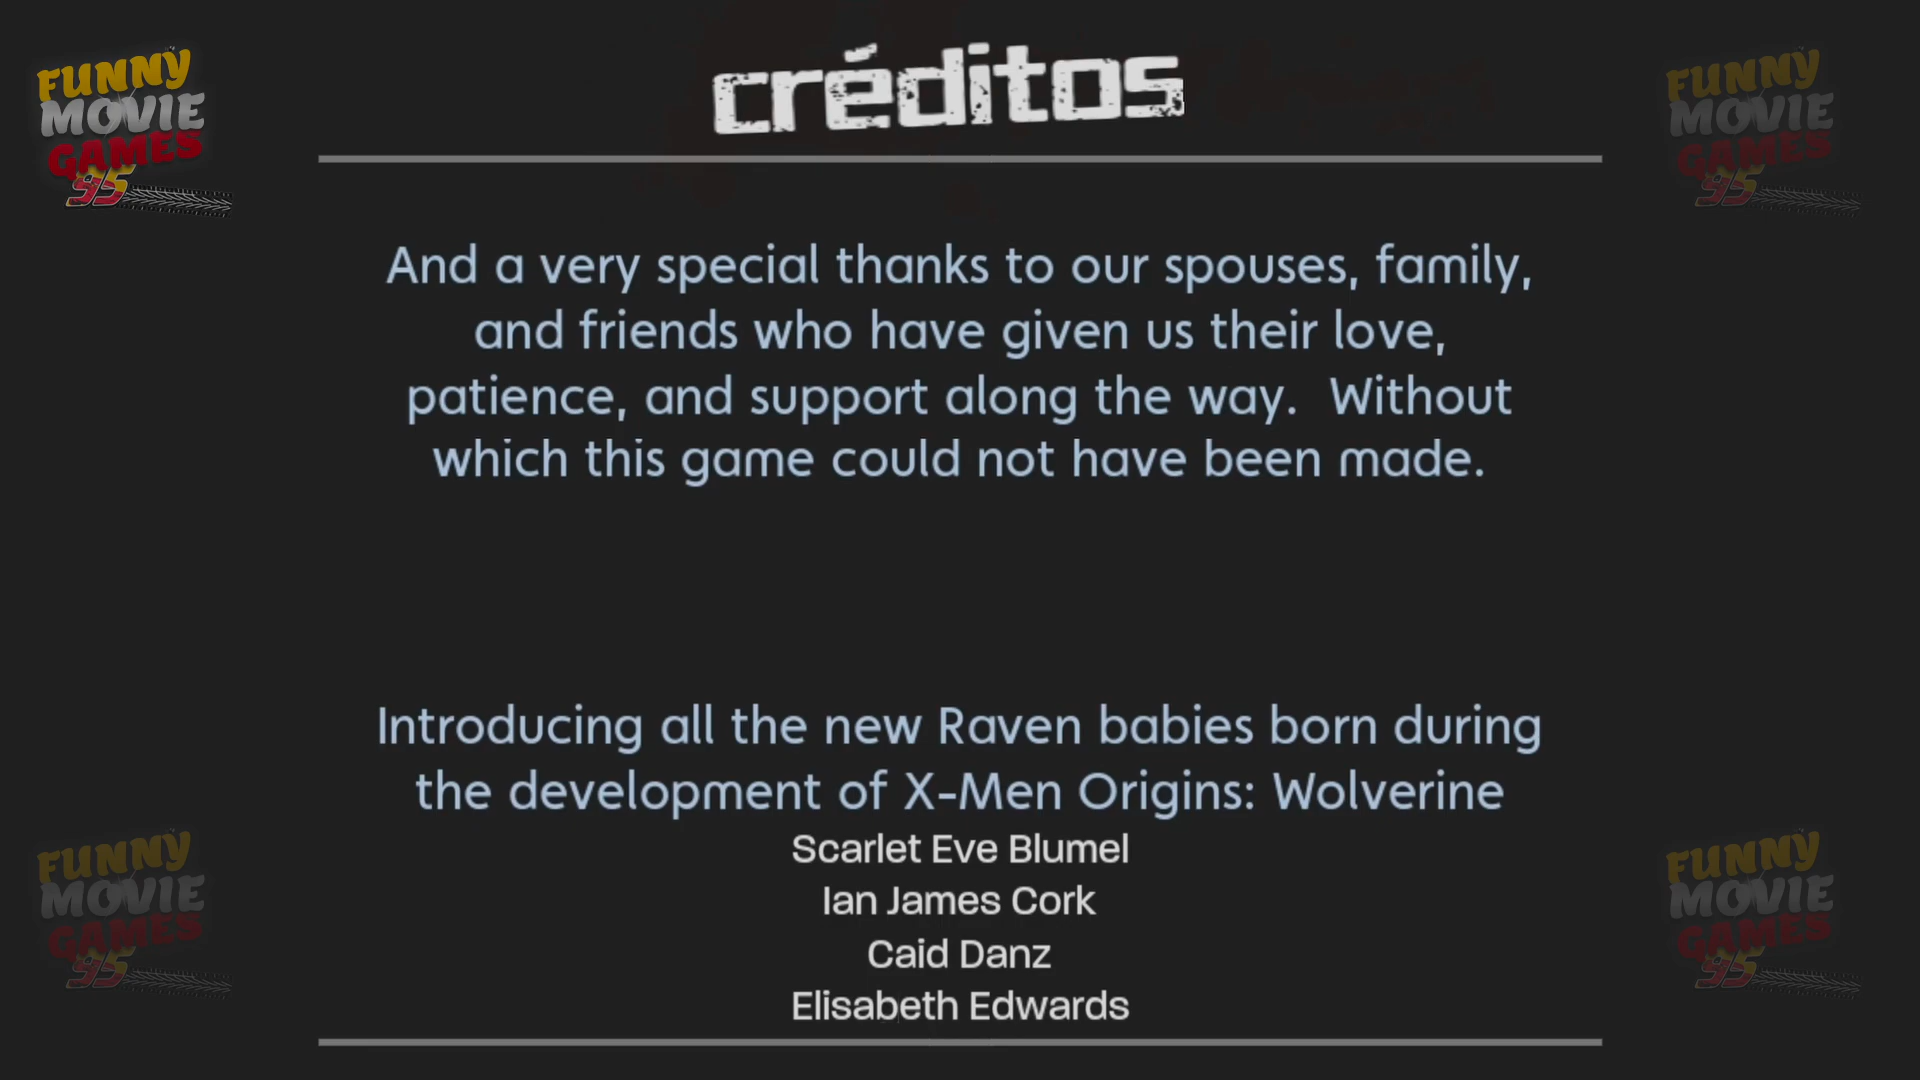 FUNNY
MOVIE
GAMES
95
créditos
FUNNY
MOVIE
GAMES
95
And a very special thanks to our spouses, family,
and friends who have given us their love,
patience, and support along the way.  Without
which this game could not have been made.
Introducing all the new Raven babies born during
the development of X-Men Origins: Wolverine
Scarlet Eve Blumel
Ian James Cork
Caid Danz
Elisabeth Edwards
FUNNY
MOVIE
GAMES
95
FUNNY
MOVIE
GAMES
95